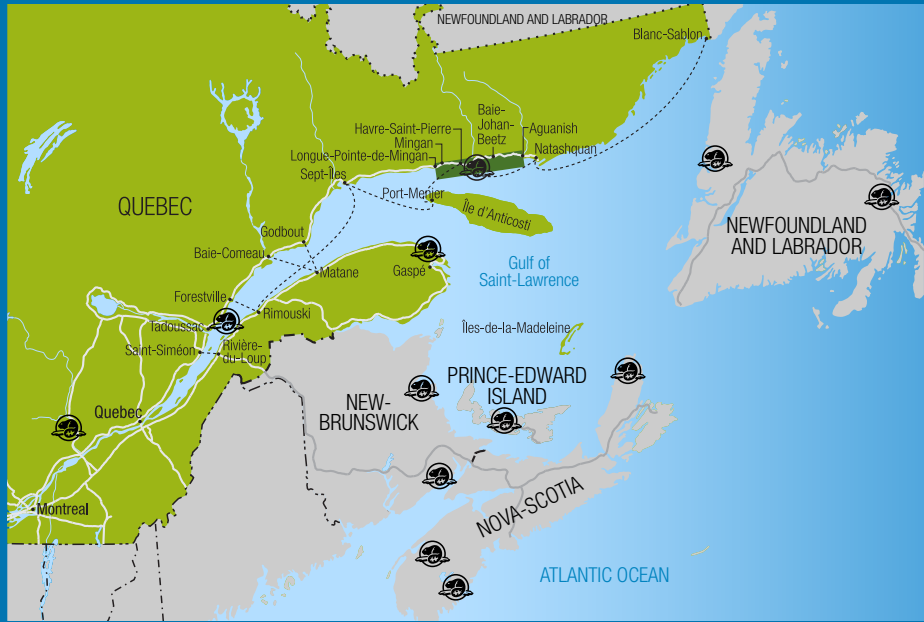 NEWFOUNDLAND AND LABRADOR
Blanc-Sablon
Baie-
Johan-
Beetz
Havre-Saint-Pierre
Aguanish
Mingan
Natashquan
Longue-Pointe-de-Mingan
Sept-Iles
Port-Menier
Île d'Anticosti
QUEBEC
NEWFOUNDLAND
AND LABRADOR
Godbout
Baie-Comeau
Matane
Gaspé
Gulf of
Saint-Lawrence
Forestville
Rimouski
Tadoussac
Îles-de-la-Madeleine
Saint-Siméon
Rivière-
du-Loup
PRINCE-EDWARD
ISLAND
NEW-
BRUNSWICK
Quebec
Montreal
NOVA-SCOTIA
ATLANTIC OCEAN